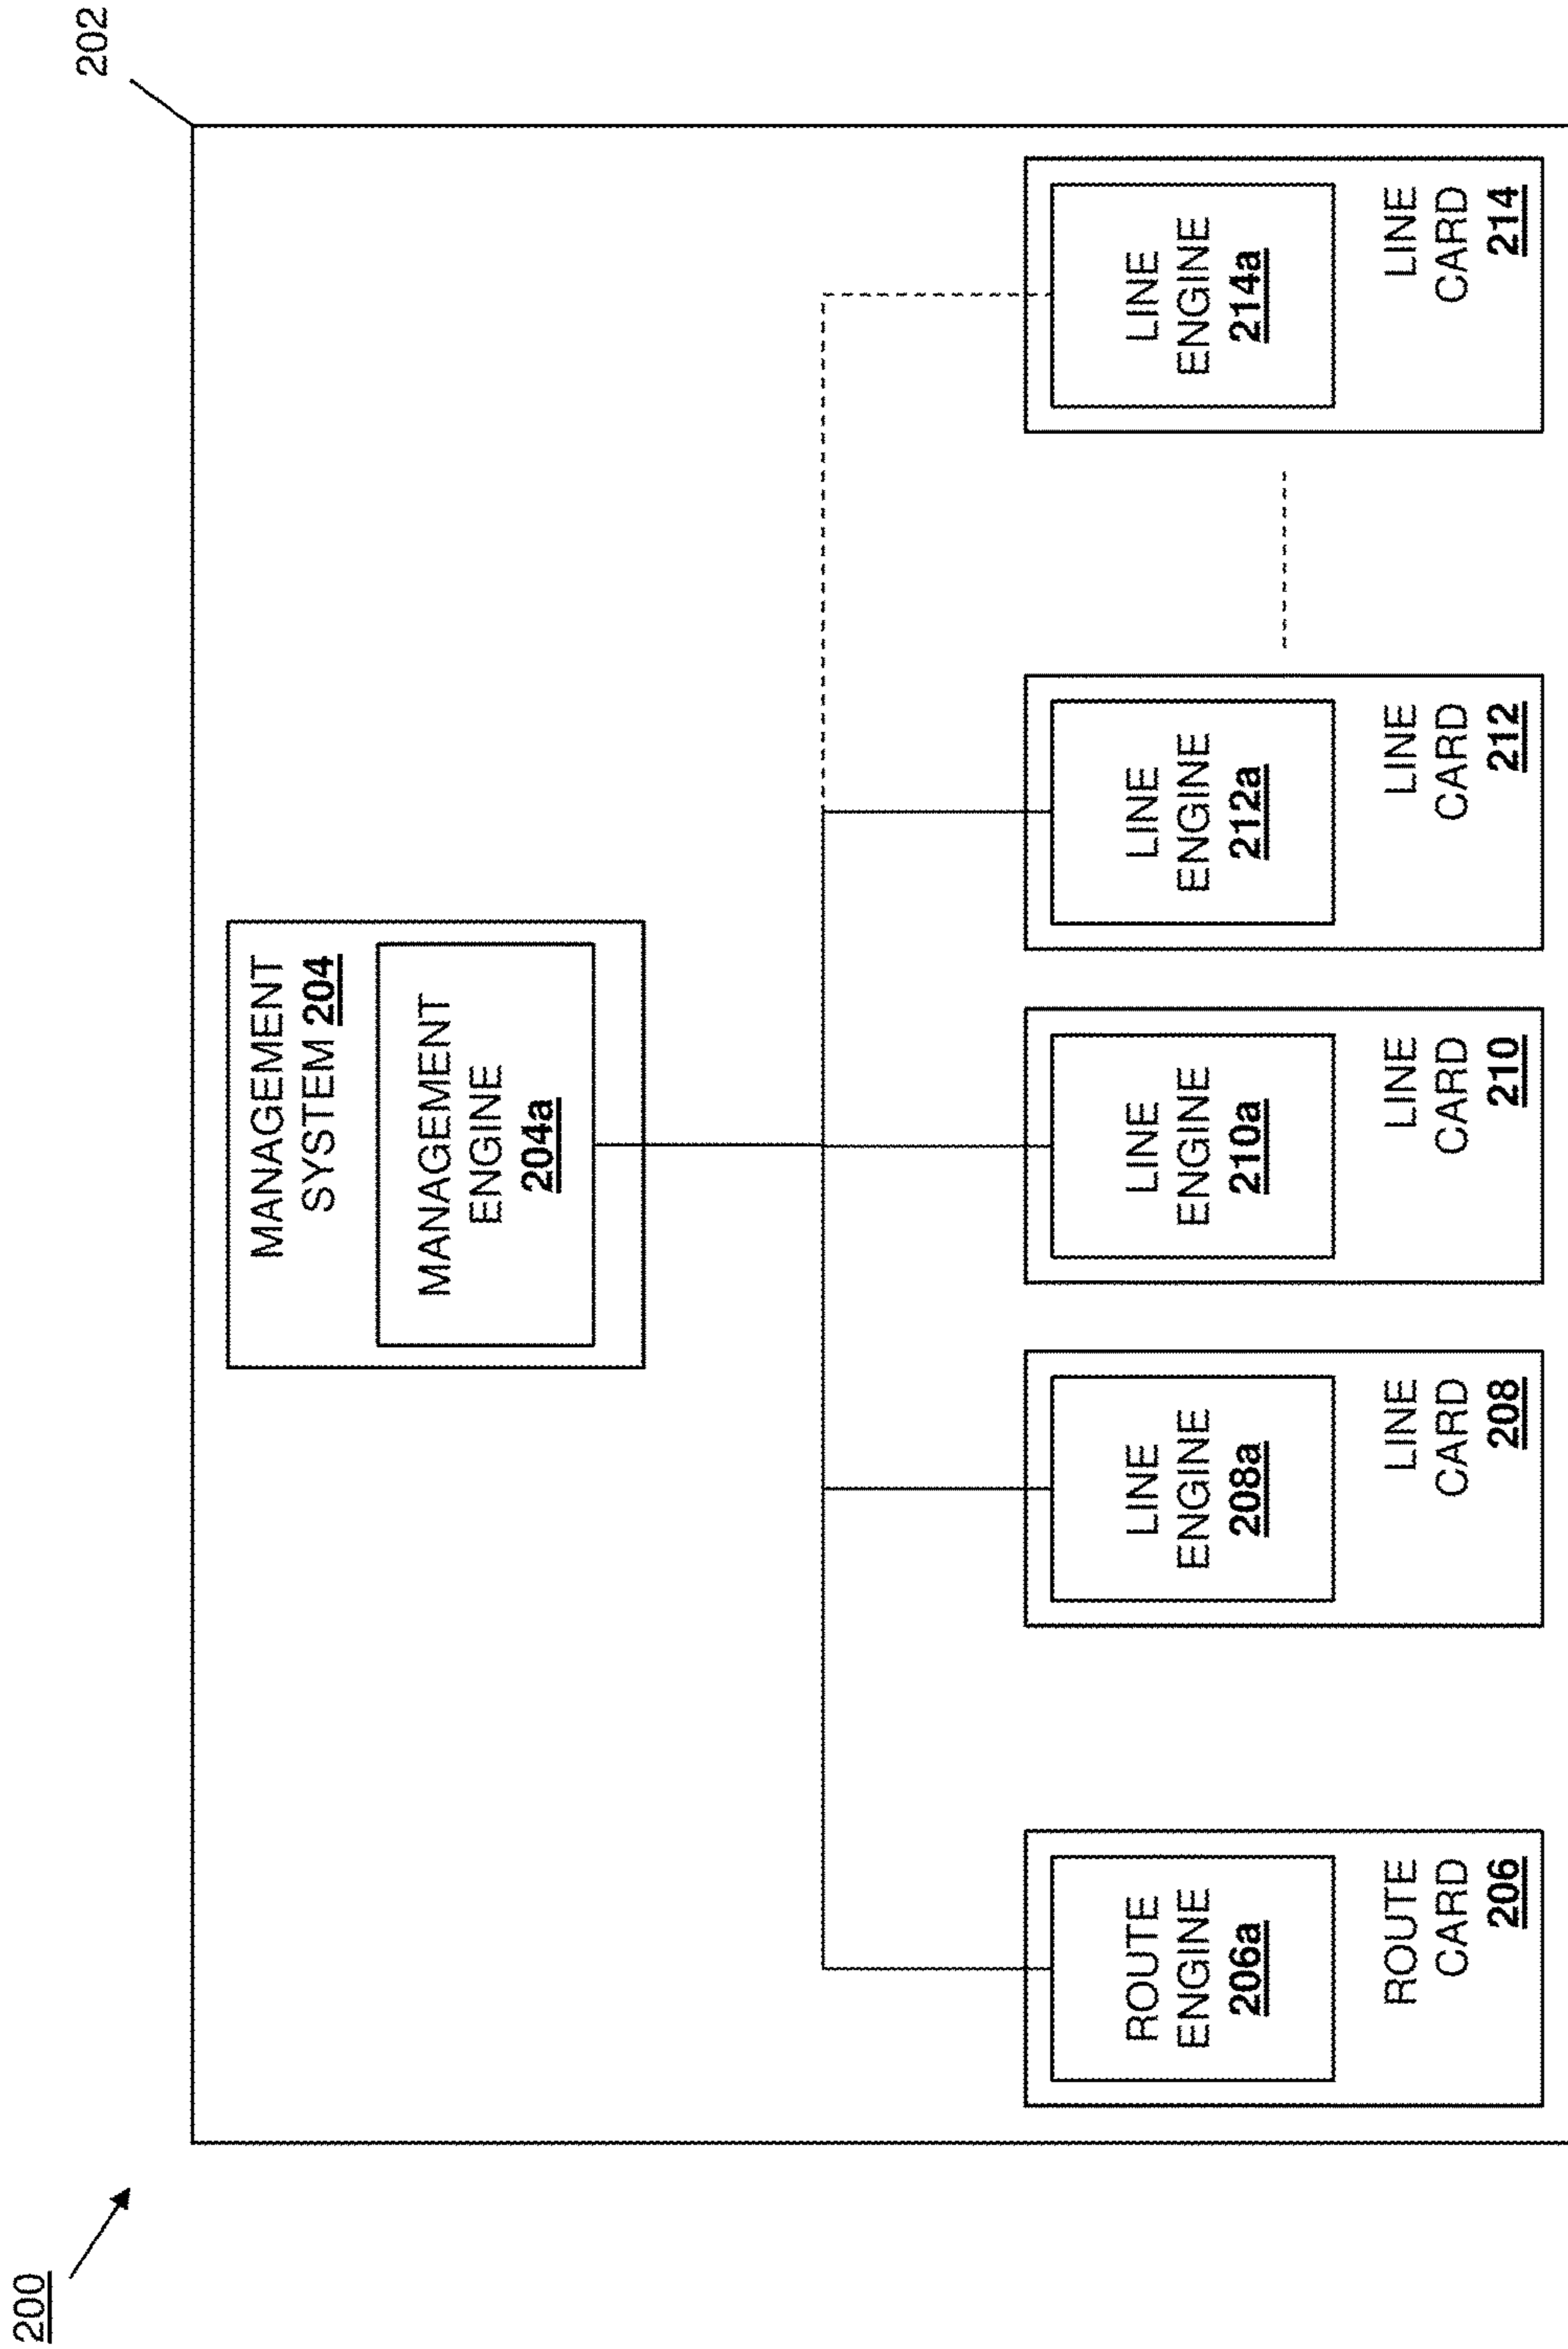 200
202
MANAGEMENT
SYSTEM 204
MANAGEMENT
ENGINE
204a
ROUTE
ENGINE
206a
ROUTE
CARD
206
LINE
ENGINE
208a
LINE
CARD
208
LINE
ENGINE
210a
LINE
CARD
210
LINE
ENGINE
212a
LINE
CARD
212
LINE
ENGINE
214a
LINE
CARD
214